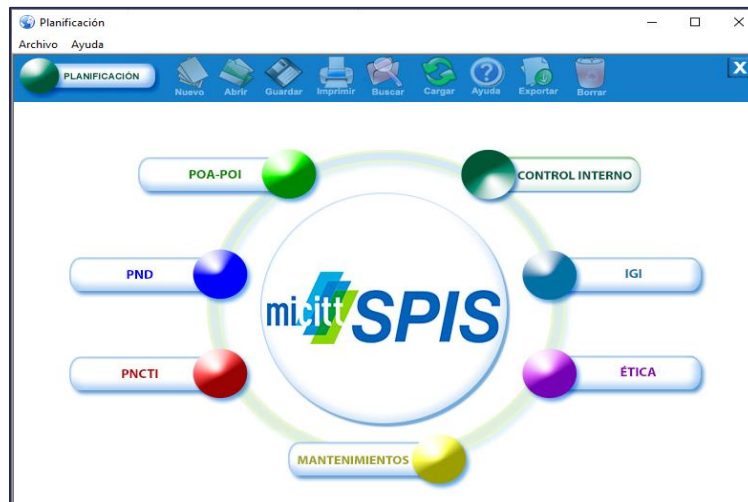 Planificación
Archivo Ayuda
PLANIFICACIÓN
Nuevo Abrir Guardar Imprimir Buscar Cargar Ayuda Exportar Borrar
X
POA-POI
CONTROL INTERNO
PND
IGI
micitt SPIS
PNCTI
ÉTICA
MANTENIMIENTOS